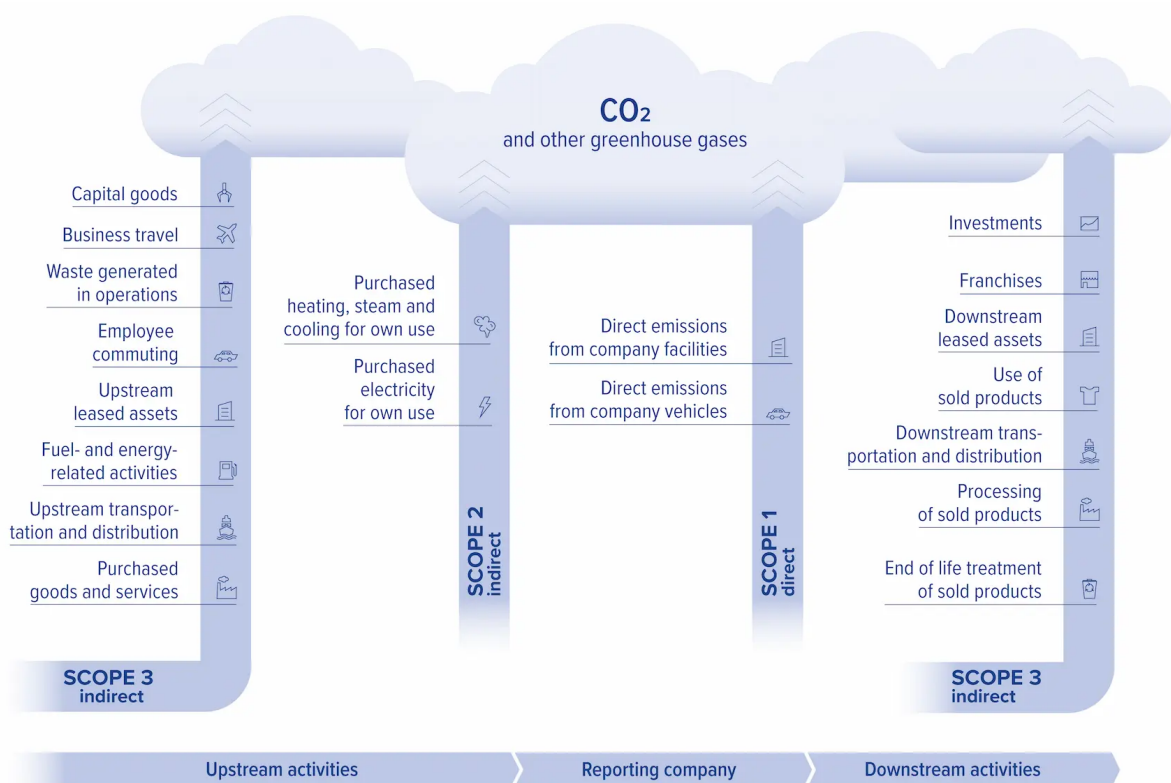 CO₂
and other greenhouse gases
Capital goods
Business travel
Waste generated
in operations
Employee
commuting
Upstream
leased assets
Fuel- and energy-
related activities
Upstream transpor-
tation and distribution
Purchased
goods and services
SCOPE 3
indirect
Purchased
heating, steam and
cooling for own use
Purchased
electricity
for own use
SCOPE 2
indirect
Direct emissions
from company facilities
Direct emissions
from company vehicles
SCOPE 1
direct
Investments
Franchises
Downstream
leased assets
Use of
sold products
Downstream trans-
portation and distribution
Processing
of sold products
End of life treatment
of sold products
SCOPE 3
indirect
Upstream activities
Reporting company
Downstream activities